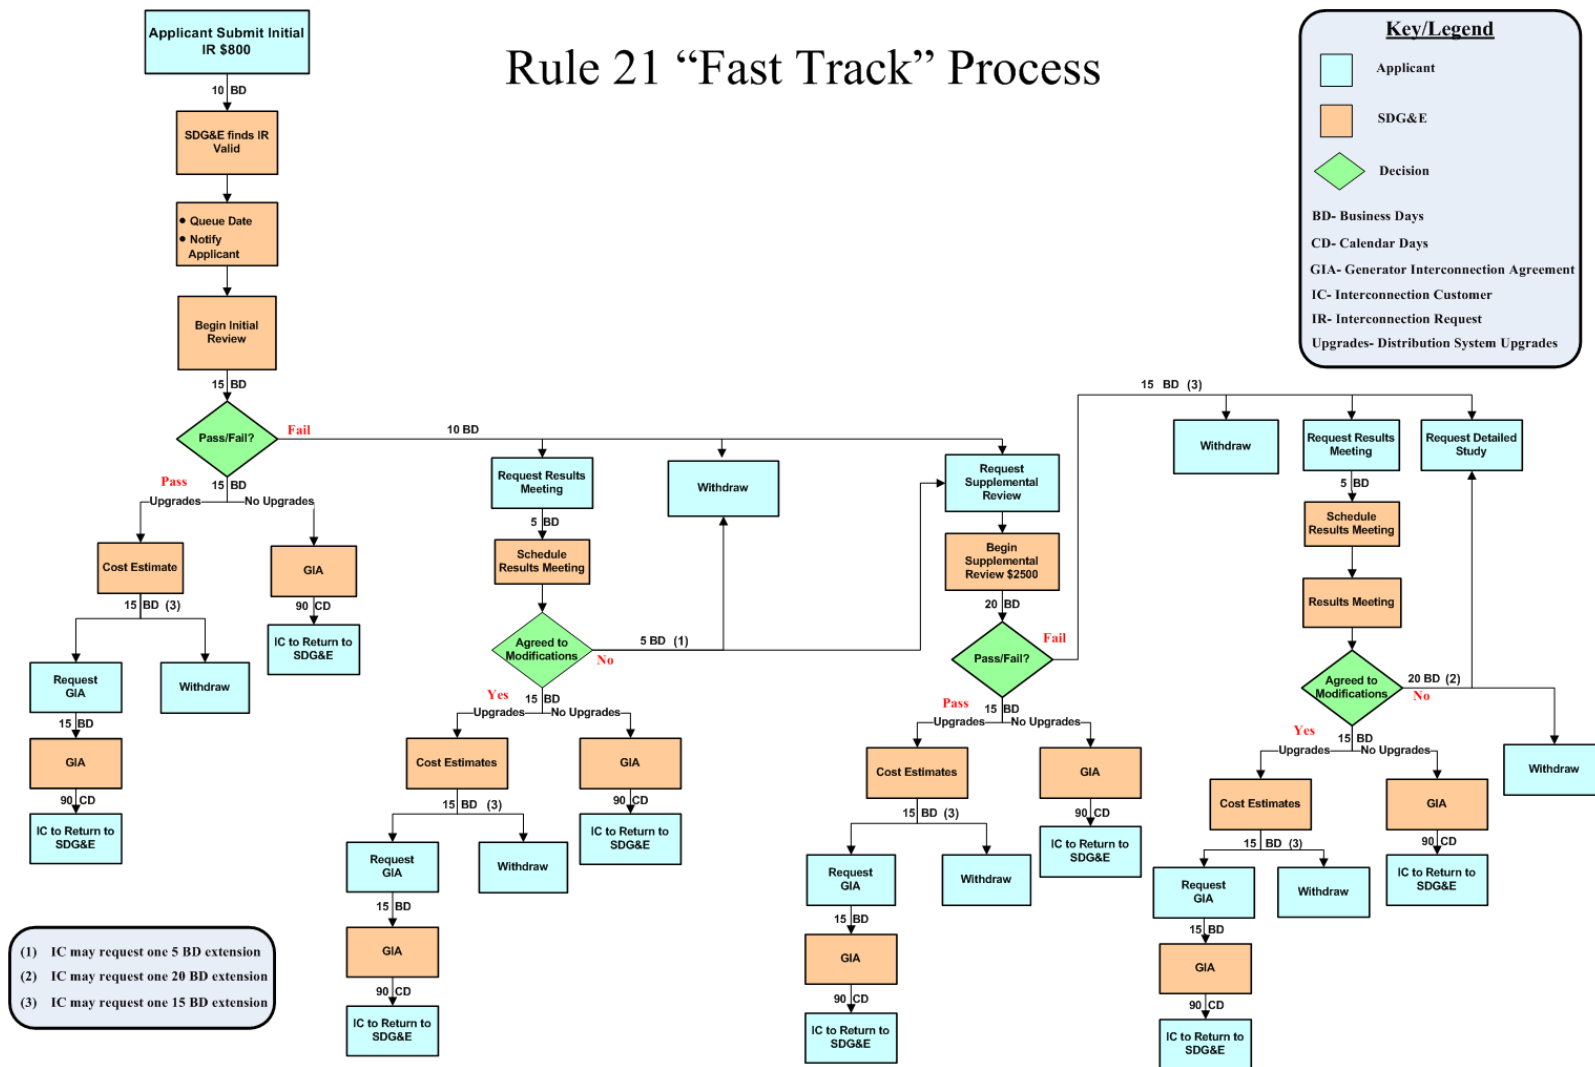 Rule 21 “Fast Track” Process
Key/Legend
Applicant
SDG&E
Decision
BD- Business Days
CD- Calendar Days
GIA- Generator Interconnection Agreement
IC- Interconnection Customer
IR- Interconnection Request
Upgrades- Distribution System Upgrades
Applicant Submit Initial
IR $800
10 BD
SDG&E finds IR
Valid
• Queue Date
• Notify
Applicant
Begin Initial
Review
15 BD
Pass/Fail?
Fail
10 BD
Pass
15 BD
Upgrades
No Upgrades
Cost Estimate
GIA
15 BD (3)
90 CD
IC to Return to
SDG&E
Request
GIA
Withdraw
15 BD
GIA
90 CD
IC to Return to
SDG&E
Request Results
Meeting
Withdraw
Request
Supplemental
Review
5 BD
Schedule
Results Meeting
Agreed to
Modifications
5 BD (1)
No
Yes
15 BD
Upgrades
No Upgrades
Cost Estimates
GIA
15 BD (3)
90 CD
IC to Return to
SDG&E
Request
GIA
Withdraw
15 BD
GIA
90 CD
IC to Return to
SDG&E
Begin
Supplemental
Review $2500
20 BD
Pass/Fail?
Fail
15 BD (3)
Pass
15 BD
Upgrades
No Upgrades
Cost Estimates
GIA
15 BD (3)
90 CD
IC to Return to
SDG&E
Request
GIA
Withdraw
15 BD
GIA
90 CD
IC to Return to
SDG&E
Withdraw
Request Results
Meeting
Request Detailed
Study
5 BD
Schedule
Results Meeting
Results Meeting
Agreed to
Modifications
20 BD (2)
No
Yes
15 BD
Upgrades
No Upgrades
Withdraw
Cost Estimates
GIA
15 BD (3)
90 CD
IC to Return to
SDG&E
Request
GIA
Withdraw
15 BD
GIA
90 CD
IC to Return to
SDG&E
(1) IC may request one 5 BD extension
(2) IC may request one 20 BD extension
(3) IC may request one 15 BD extension